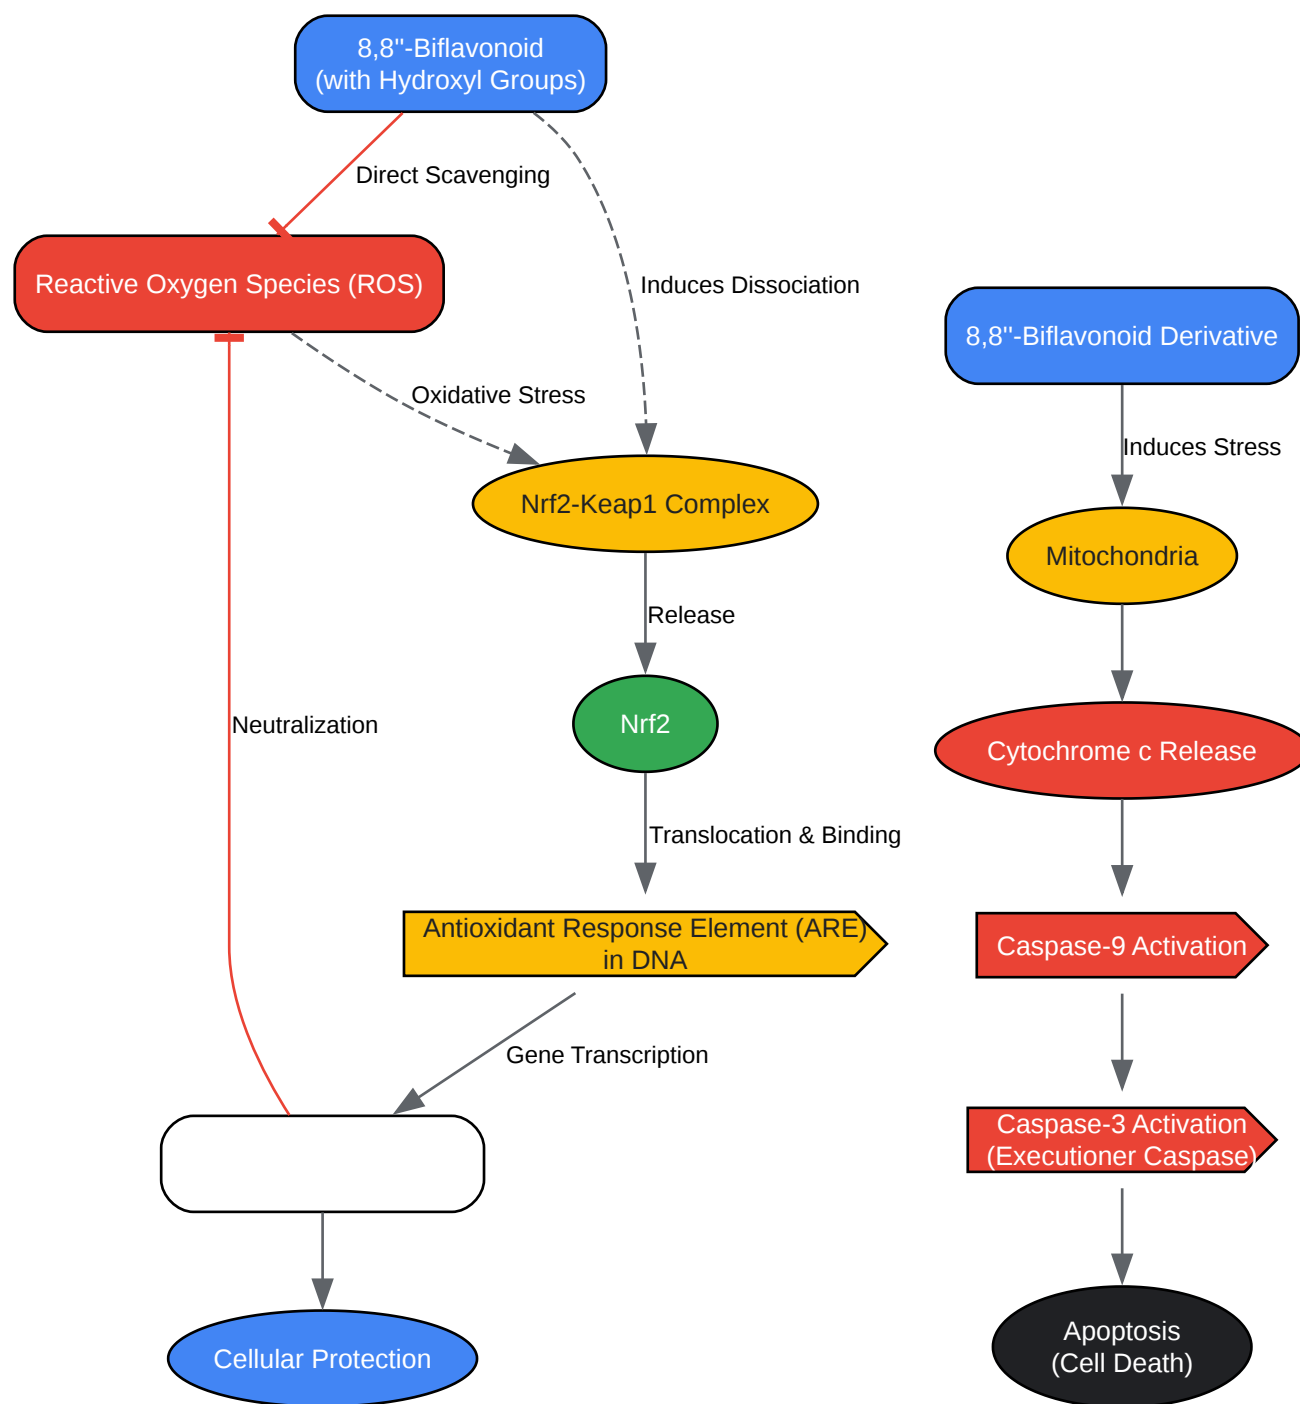 8,8''-Biflavonoid
(with Hydroxyl Groups)
Direct Scavenging
Reactive Oxygen Species (ROS)
Induces Dissociation
Oxidative Stress
Nrf2-Keap1 Complex
Release
Nrf2
Neutralization
Translocation & Binding
Antioxidant Response Element (ARE)
in DNA
Gene Transcription
Cellular Protection
8,8''-Biflavonoid Derivative
Induces Stress
Mitochondria
Cytochrome c Release
Caspase-9 Activation
Caspase-3 Activation
(Executioner Caspase)
Apoptosis
(Cell Death)